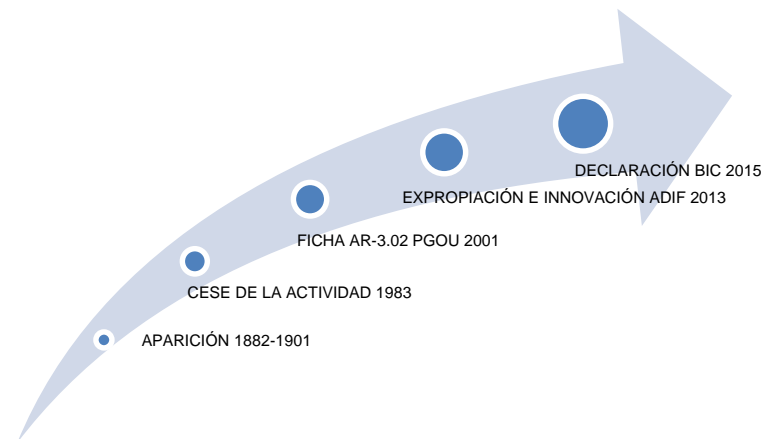 DECLARACIÓN BIC 2015
EXPROPIACIÓN E INNOVACIÓN ADIF 2013
FICHA AR-3.02 PGOU 2001
CESE DE LA ACTIVIDAD 1983
APARICIÓN 1882-1901